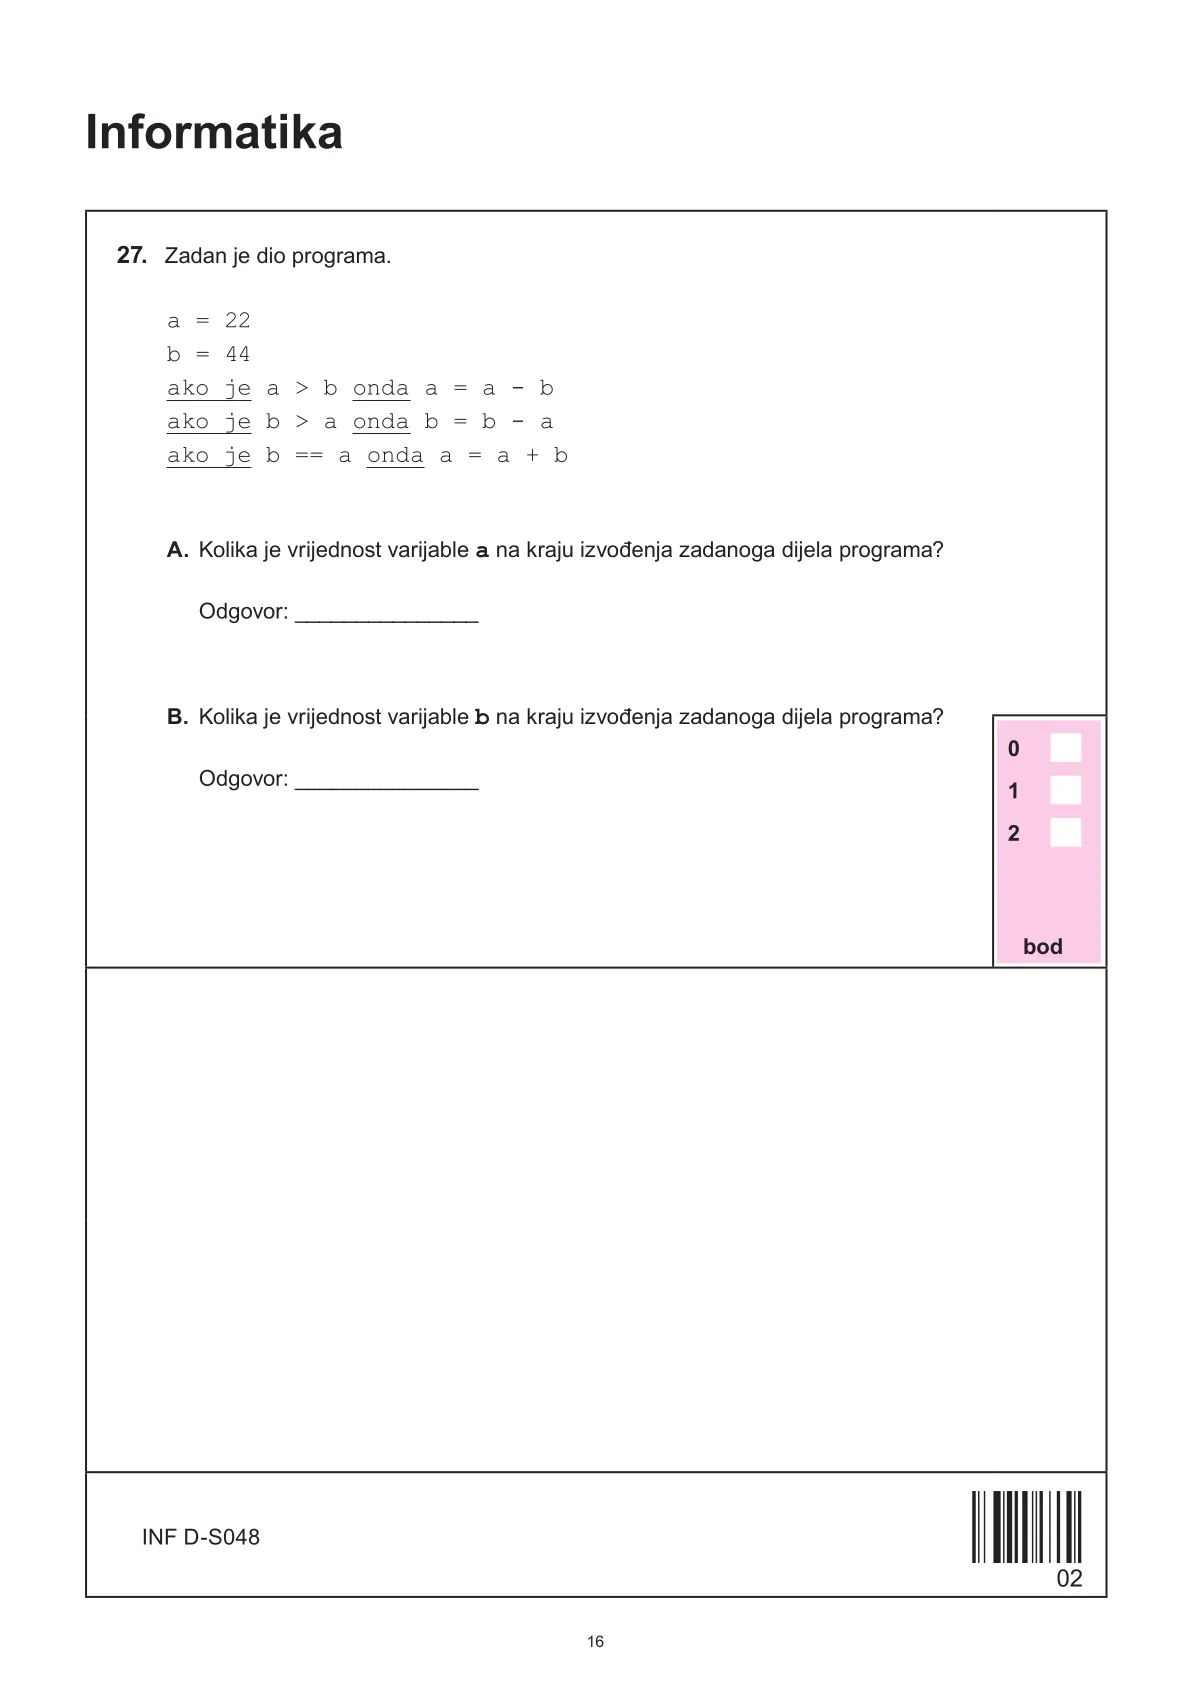 Informatika
27. Zadan je dio programa.
a = 22
b = 44
ako je a > b onda a = a - b
ako je b > a onda b = b - a
ako je b == a onda a = a + b
A. Kolika je vrijednost varijable a na kraju izvođenja zadanoga dijela programa?
Odgovor: _______________
B. Kolika je vrijednost varijable b na kraju izvođenja zadanoga dijela programa?
Odgovor: _______________
0
1
2
bod
INF D-S048
02
16